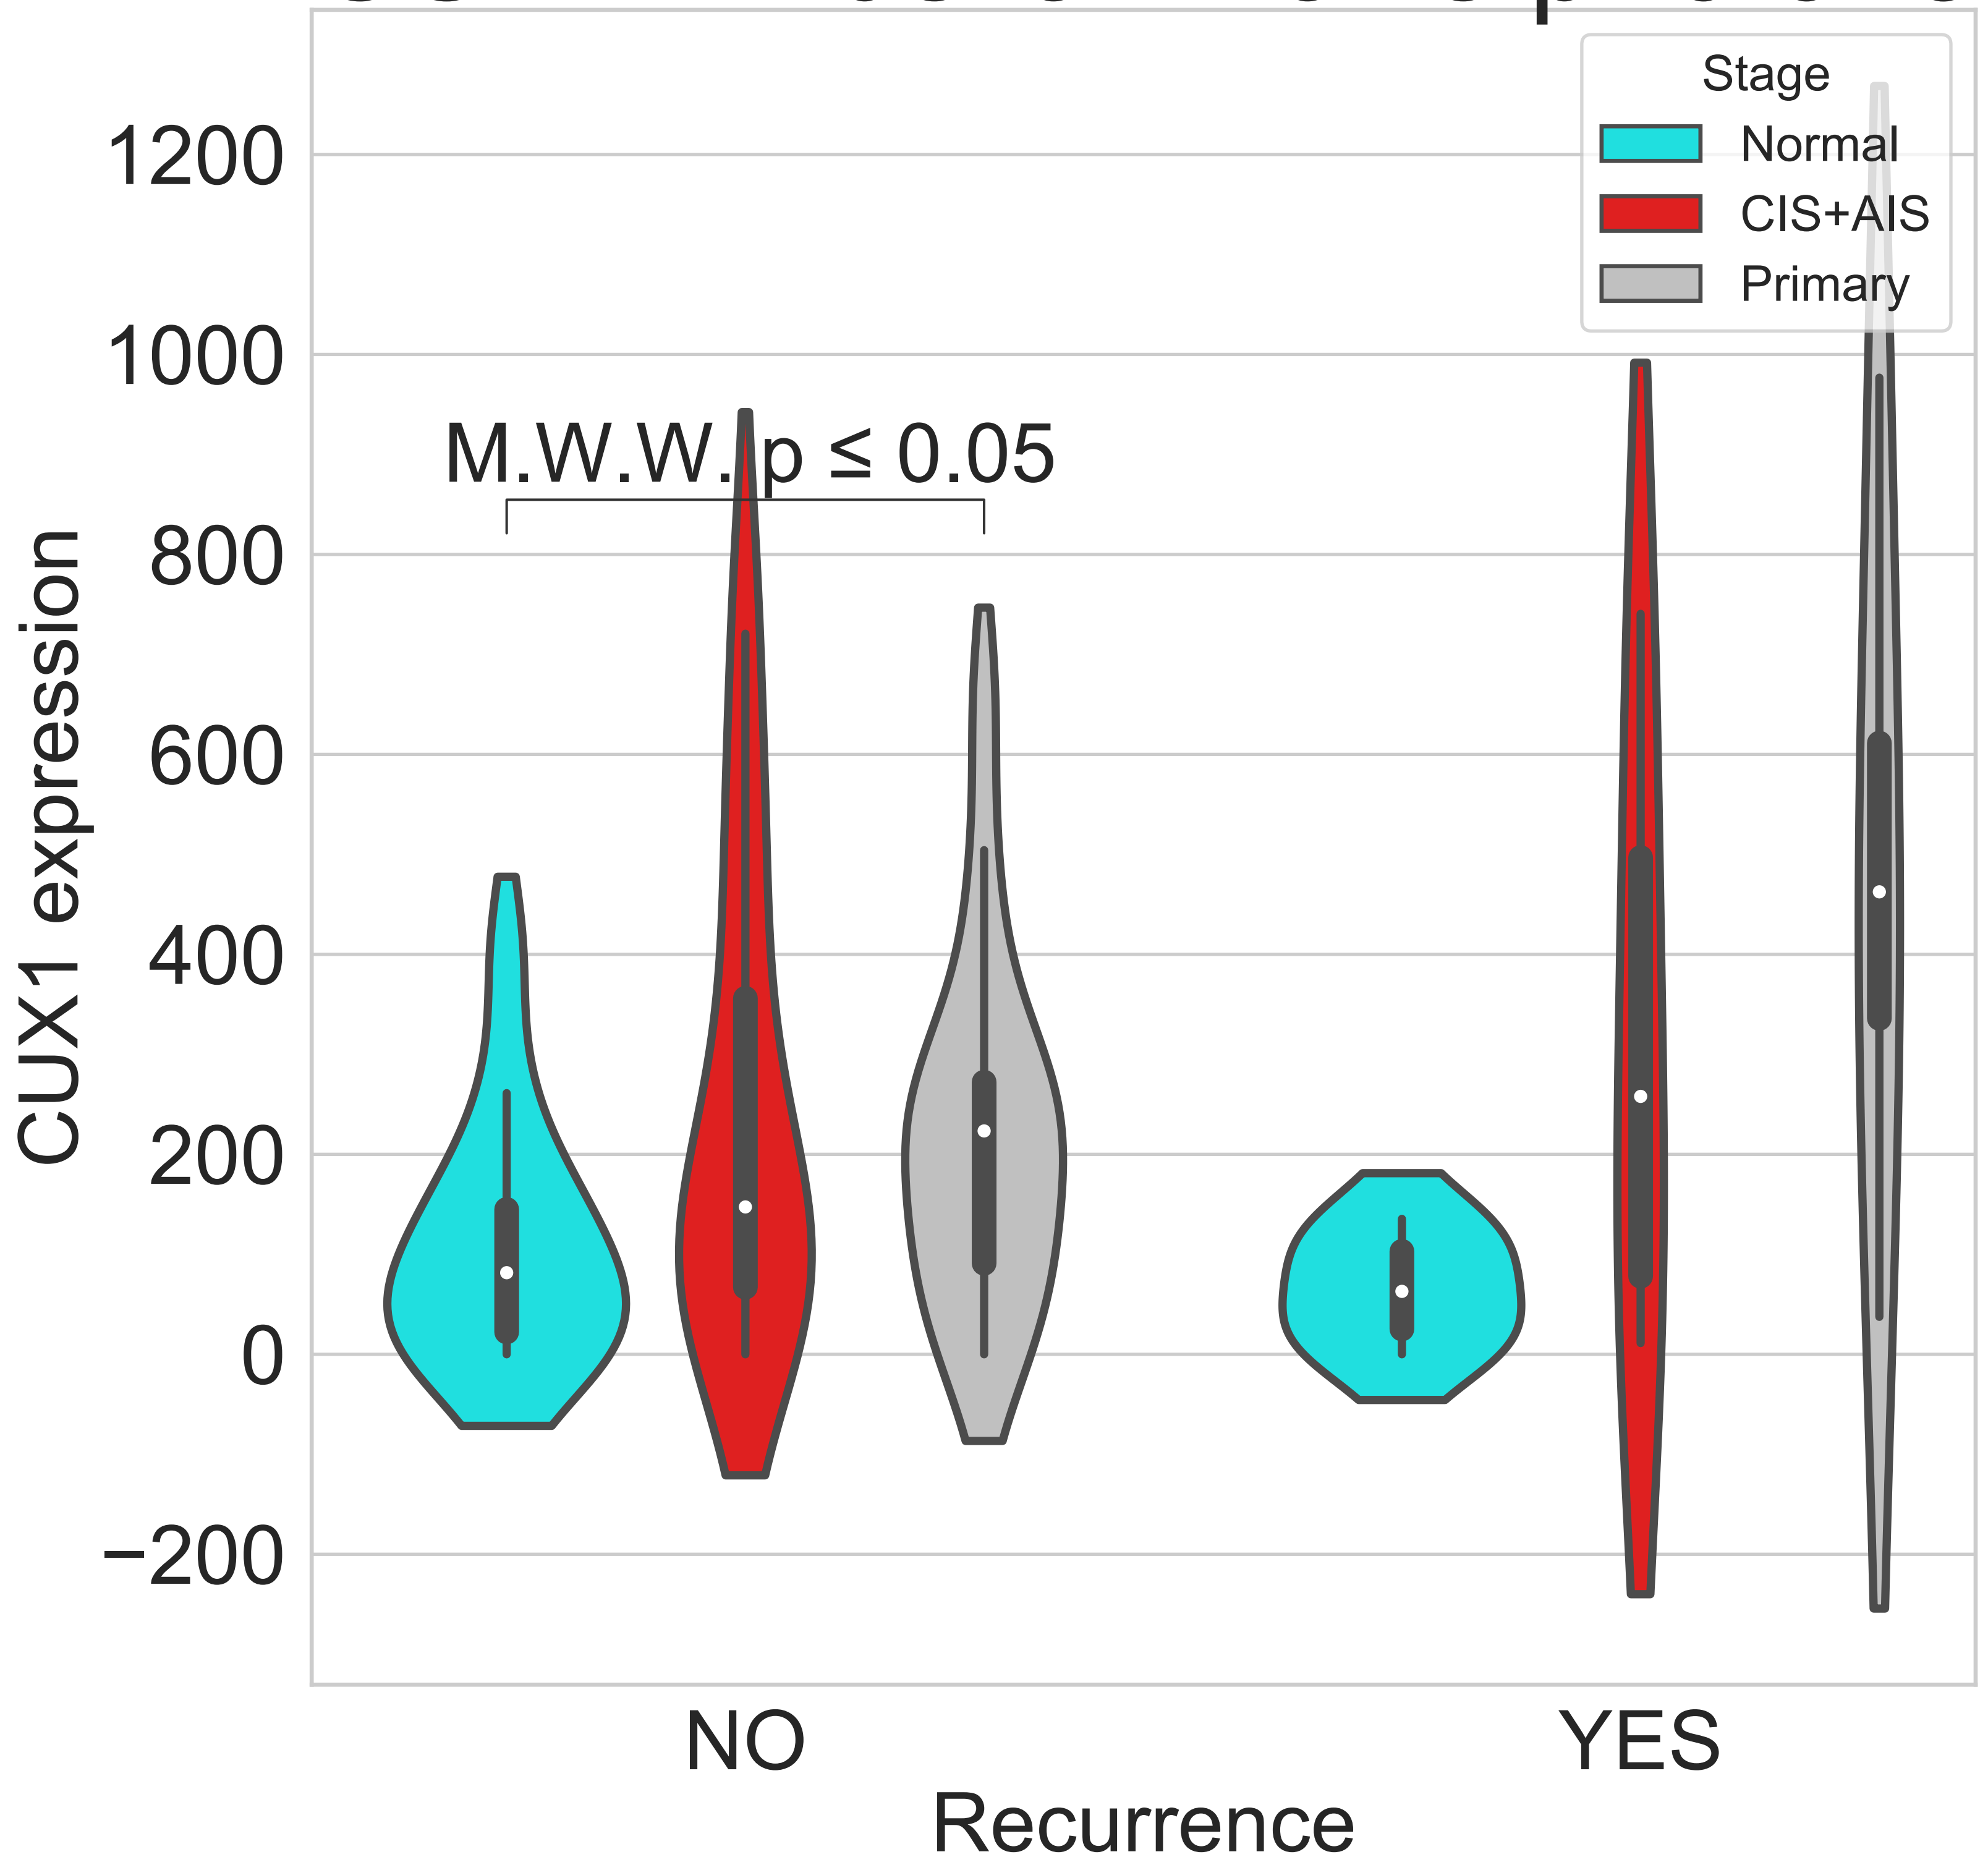 Stage
Normal
CIS+AIS
Primary
1200
1000
800
600
400
200
0
−200
CUX1 expression
M.W.W. p ≤ 0.05
NO
YES
Recurrence